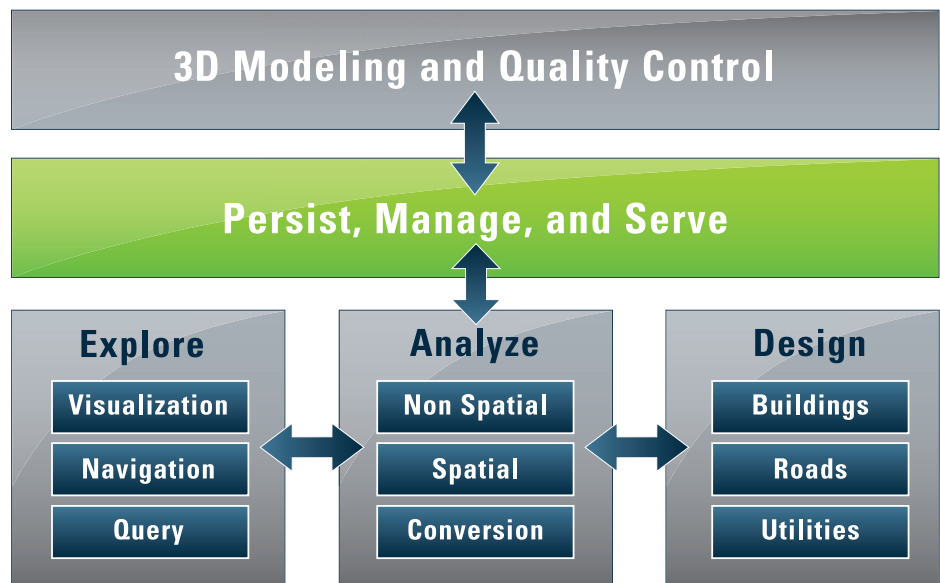 3D Modeling and Quality Control
Persist, Manage, and Serve
Explore
Visualization
Navigation
Query
Analyze
Non Spatial
Spatial
Conversion
Design
Buildings
Roads
Utilities